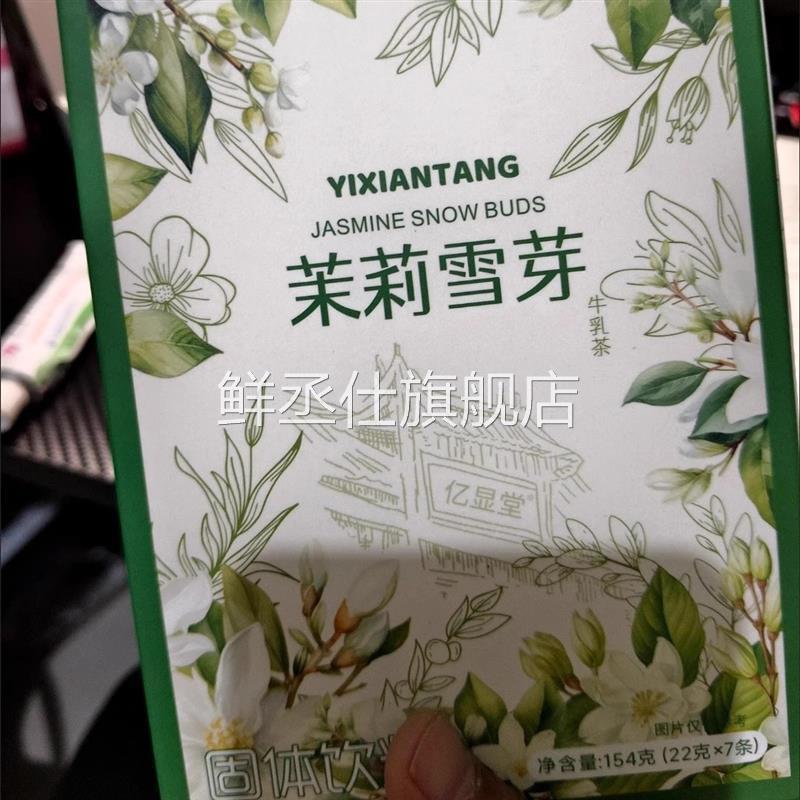 YIXIANTANG
JASMINE SNOW BUDS
茉莉雪芽
牛乳茶
鲜丞仕旗舰店
亿显堂
图片仅
考
固体饮
净含量:154克 (22克×7条)